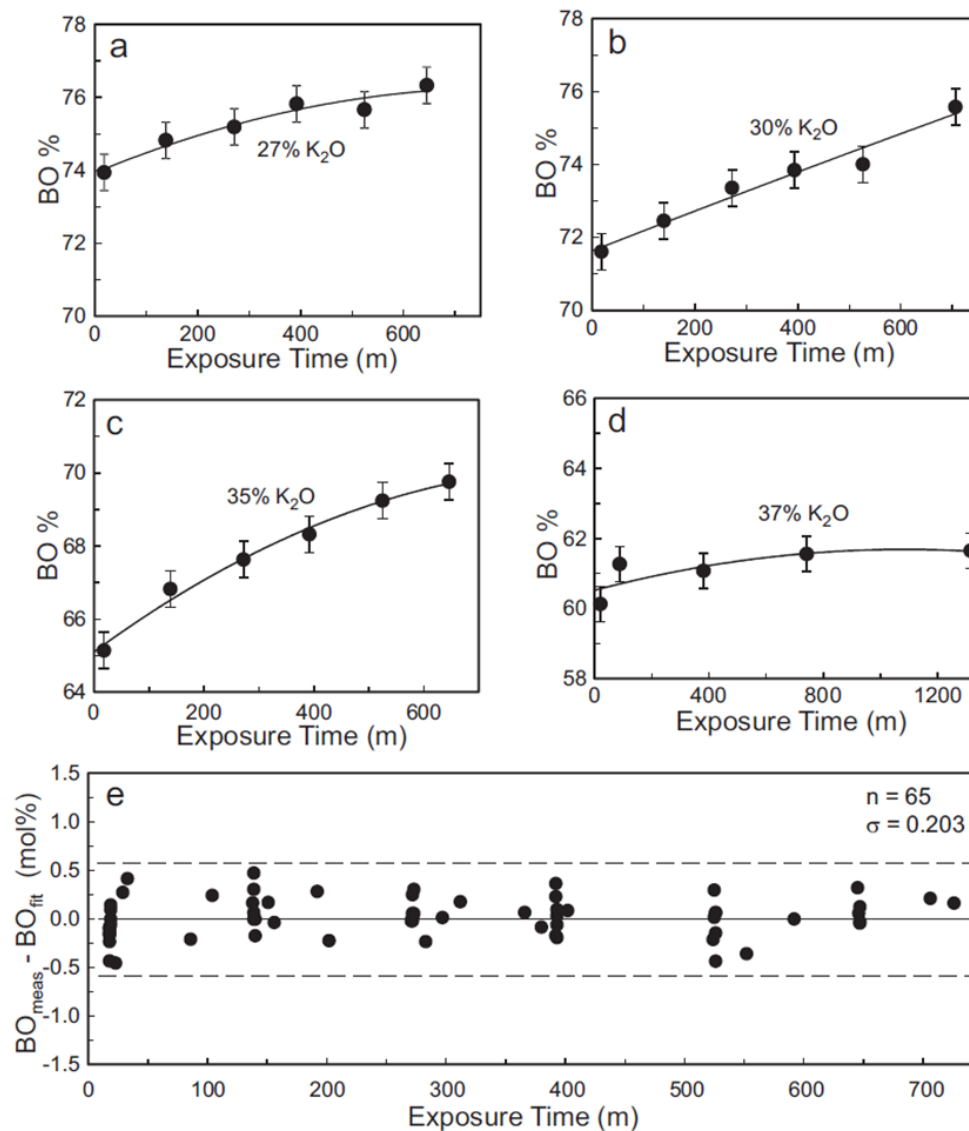 a
78
76
74
72
70
BO %
27% K₂O
0 200 400 600
Exposure Time (m)
b
78
76
74
72
70
BO %
30% K₂O
0 200 400 600
Exposure Time (m)
c
72
70
68
66
64
BO %
35% K₂O
0 200 400 600
Exposure Time (m)
d
66
64
62
60
58
BO %
37% K₂O
0 400 800 1200
Exposure Time (m)
e
1.5
1.0
0.5
0.0
-0.5
-1.0
-1.5
BO_meas - BO_fit (mol%)
n = 65
σ = 0.203
0 100 200 300 400 500 600 700
Exposure Time (m)